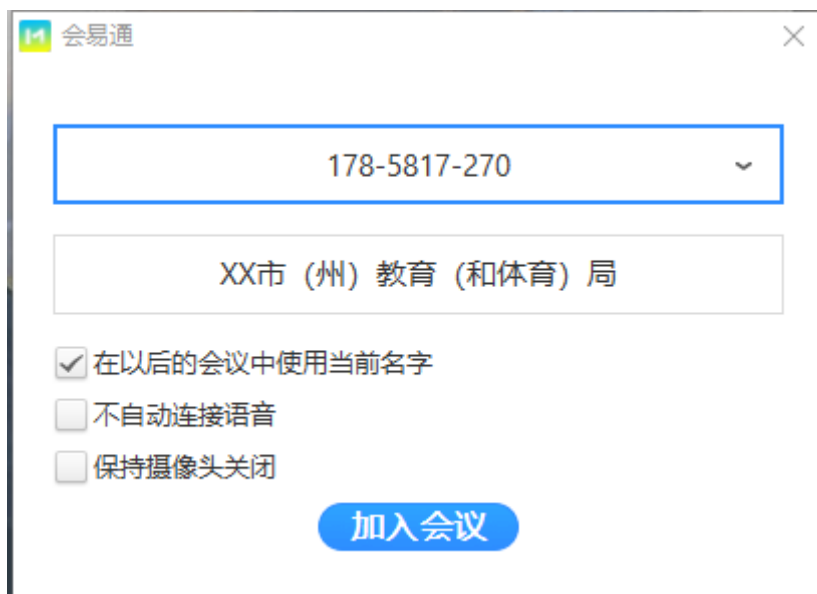 会易通
178-5817-270
XX市（州）教育（和体育）局
在以后的会议中使用当前名字
不自动连接语音
保持摄像头关闭
加入会议